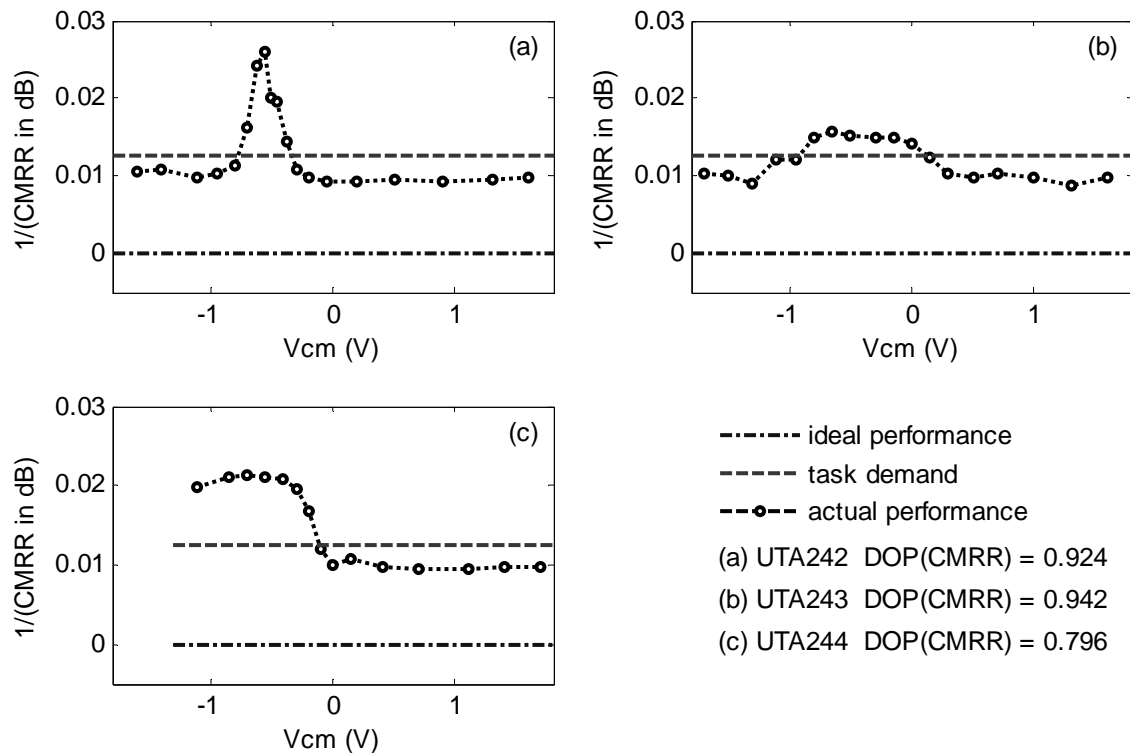 (a)
0.03
0.02
0.01
0
1/(CMRR in dB)
-1 0 1
Vcm (V)
(b)
0.03
0.02
0.01
0
1/(CMRR in dB)
-1 0 1
Vcm (V)
(c)
0.03
0.02
0.01
0
1/(CMRR in dB)
-1 0 1
Vcm (V)
ideal performance
task demand
actual performance
(a) UTA242 DOP(CMRR) = 0.924
(b) UTA243 DOP(CMRR) = 0.942
(c) UTA244 DOP(CMRR) = 0.796